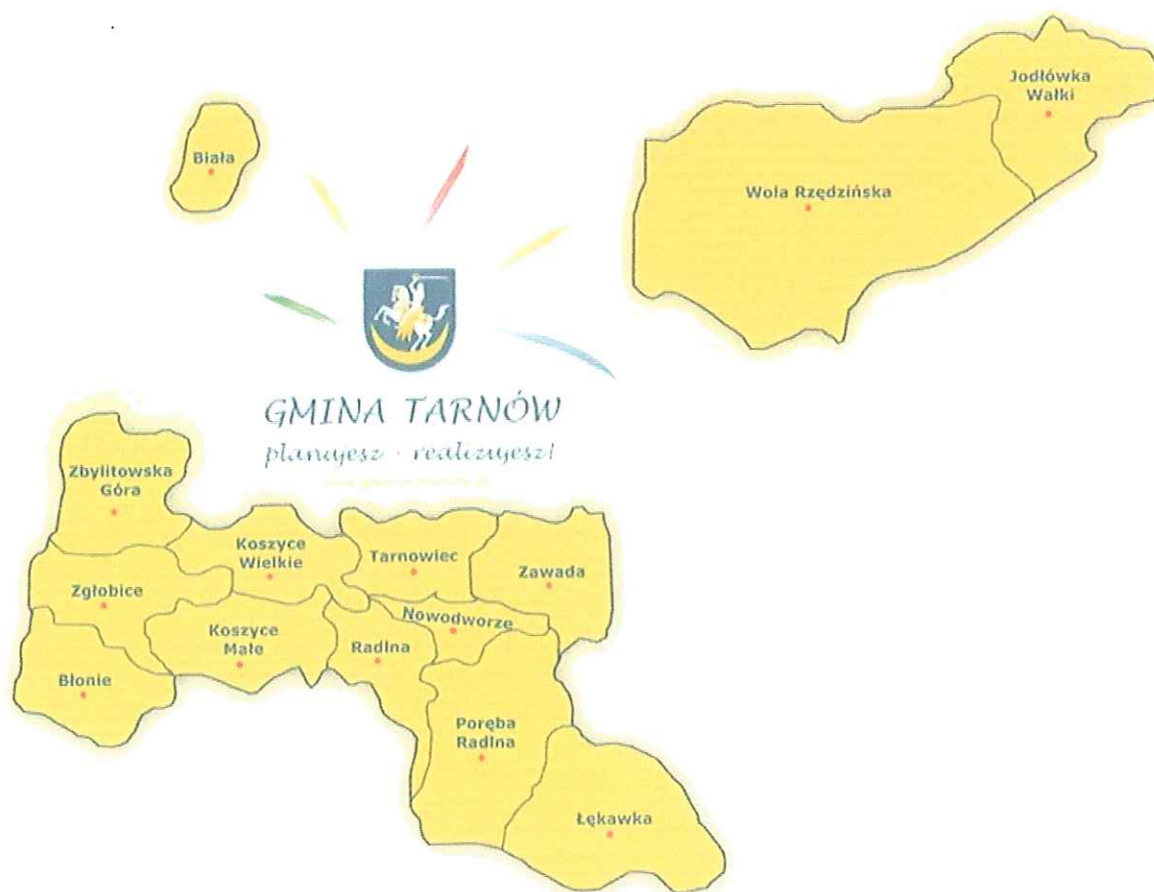 Jodłówka
Wałki
Biała
Wola Rzędzińska
GMINA TARNÓW
planujesz - realizujesz!
Zbylitowska
Góra
Koszyce
Wielkie
Tarnowiec
Zawada
Zgłobice
Nowodworze
Koszyce
Małe
Radlna
Błonie
Poręba
Radlna
Łękawka